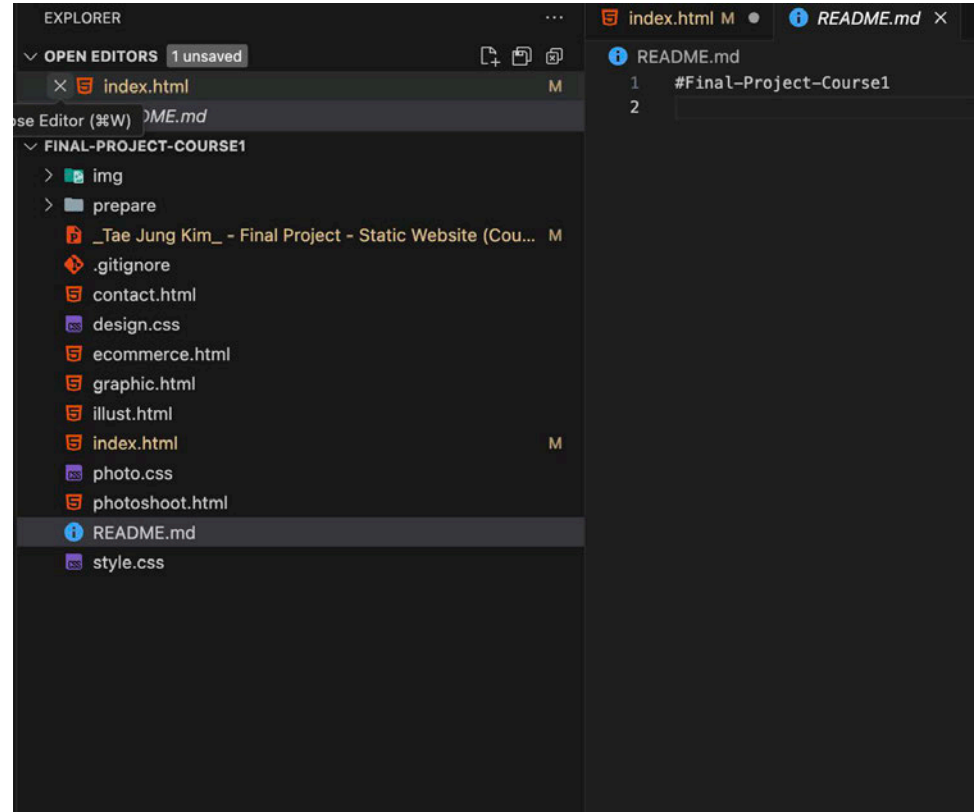 EXPLORER ...
OPEN EDITORS 1 unsaved
index.html M
ose Editor (⌘W) OME.md
FINAL-PROJECT-COURSE1
img
prepare
_Tae Jung Kim_ - Final Project - Static Website (Cou... M
.gitignore
contact.html
design.css
ecommerce.html
graphic.html
illust.html
index.html M
photo.css
photoshoot.html
README.md
style.css
index.html M README.md
README.md
1 #Final-Project-Course1
2